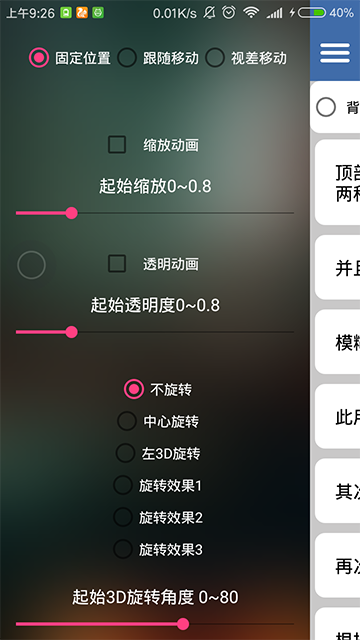 上午9:26 0.01K/s 40%
固定位置 跟随移动 视差移动
背
缩放动画
起始缩放0~0.8
顶部
两种
透明动画
并且
起始透明度0~0.8
模糊
不旋转
中心旋转
此用
左3D旋转
旋转效果1
其次
旋转效果2
旋转效果3
再次
起始3D旋转角度 0~80